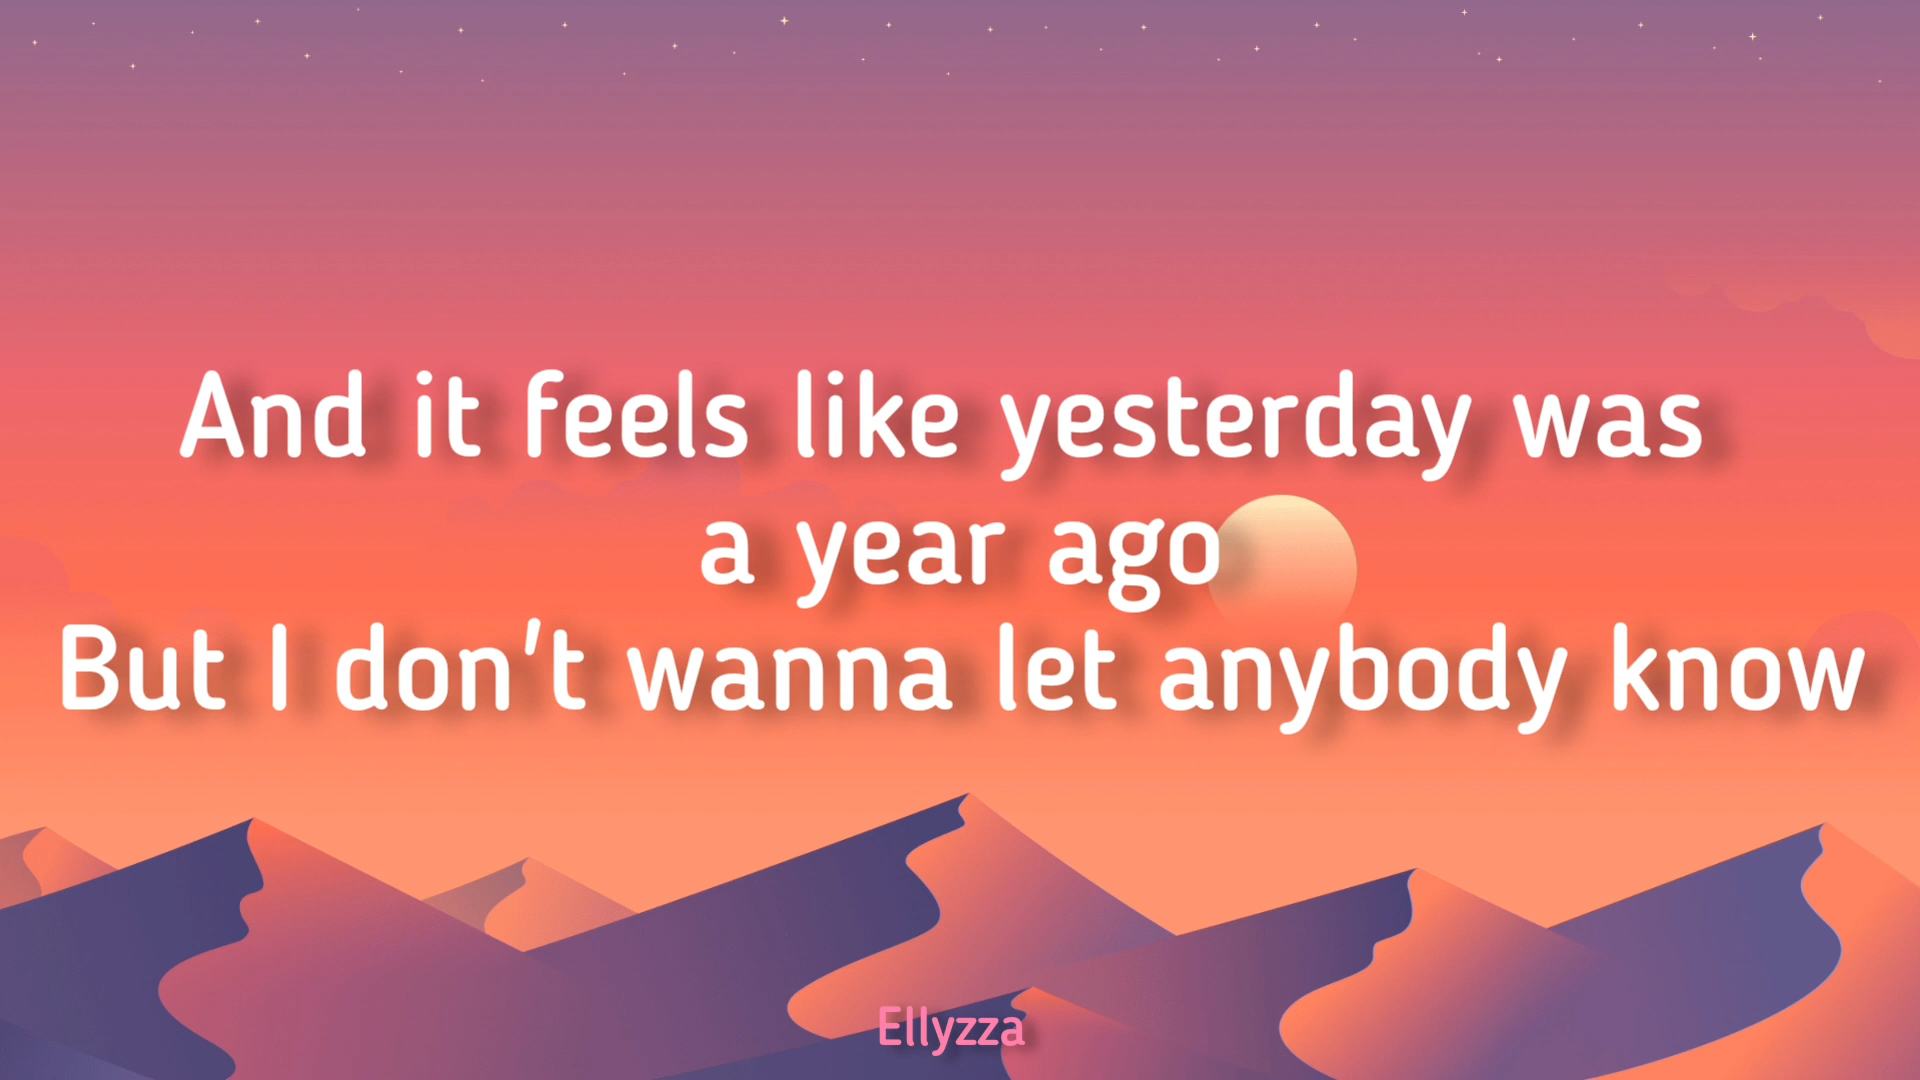 And it feels like yesterday was
a year ago
But I don't wanna let anybody know
Ellyzza